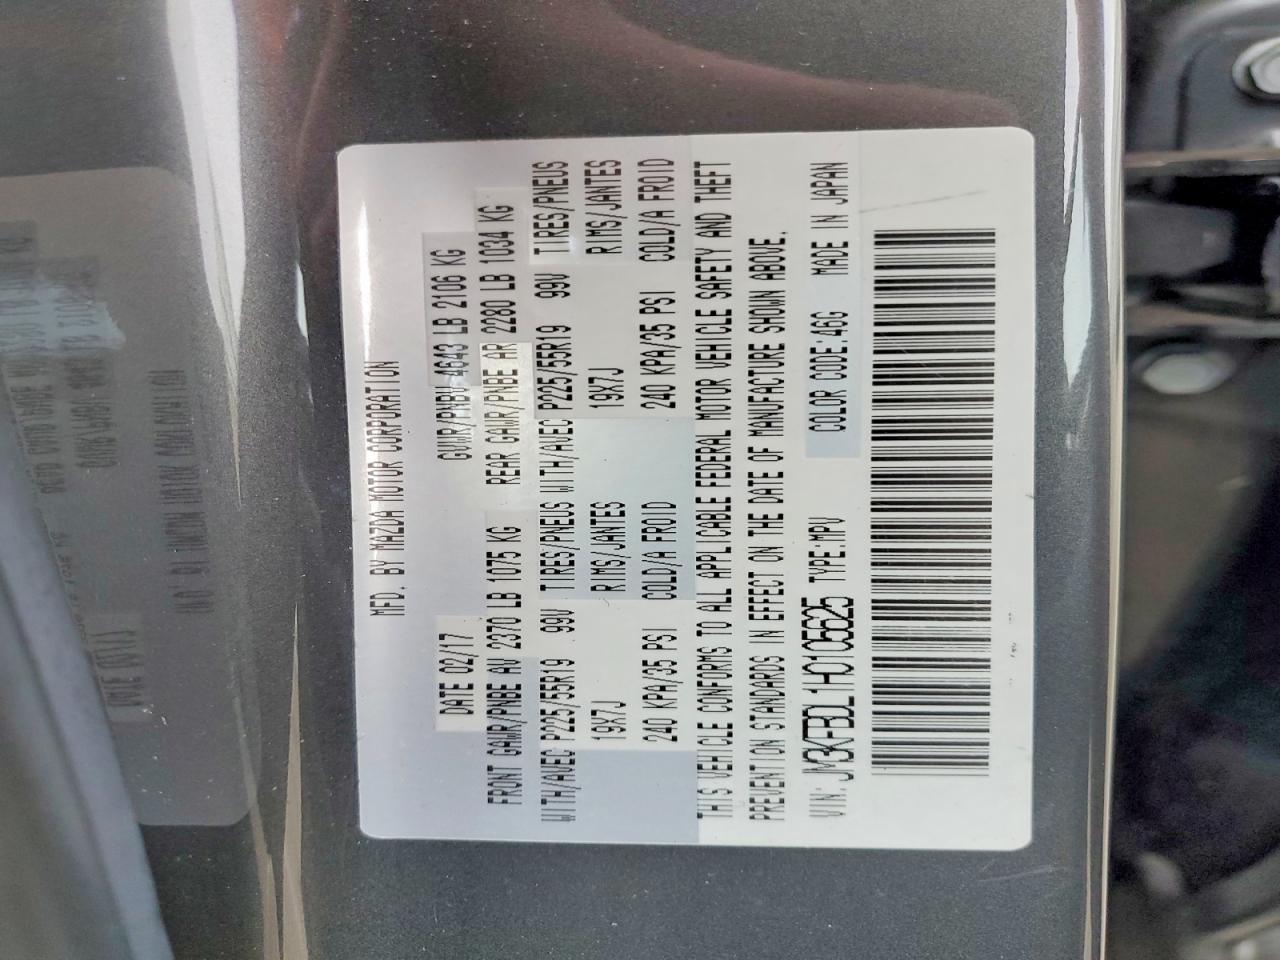 MFD. BY MAZDA MOTOR CORPORATION
DATE 02/17 GVWR/PNBV 4643 LB 2106 KG
FRONT GAWR/PNBE AV 2370 LB 1075 KG REAR GAWR/PNBE AR 2280 LB 1034 KG
WITH/AVEC P225/55R19 99V TIRES/PNEUS WITH/AVEC P225/55R19 99V TIRES/PNEUS
19X7J RIMS/JANTES 19X7J RIMS/JANTES
240 KPA/35 PSI COLD/A FROID 240 KPA/35 PSI COLD/A FROID
THIS VEHICLE CONFORMS TO ALL APPLICABLE FEDERAL MOTOR VEHICLE SAFETY AND THEFT
PREVENTION STANDARDS IN EFFECT ON THE DATE OF MANUFACTURE SHOWN ABOVE.
VIN: JM3KFBDL1H0105625 TYPE:MPV COLOR CODE:46G MADE IN JAPAN